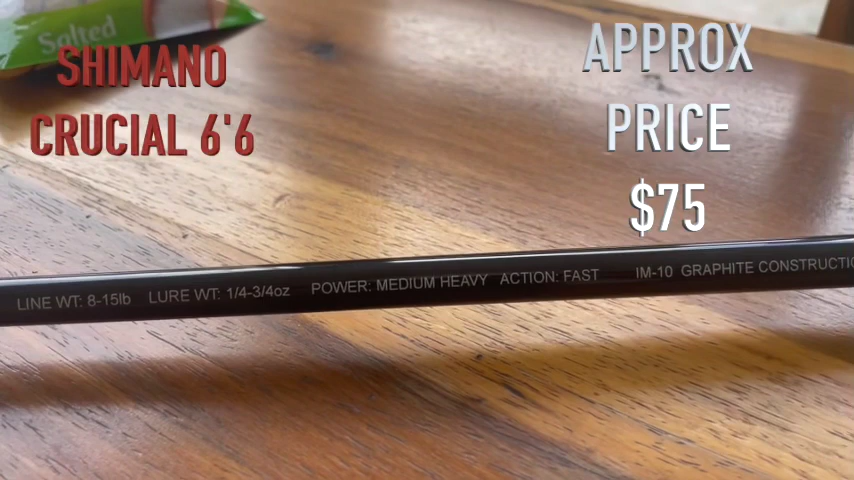 Salted
SHIMANO
CRUCIAL 6'6
APPROX
PRICE
$75
LINE WT: 8-15lb LURE WT: 1/4-3/4oz POWER: MEDIUM HEAVY ACTION: FAST IM-10 GRAPHITE CONSTRUCTIO